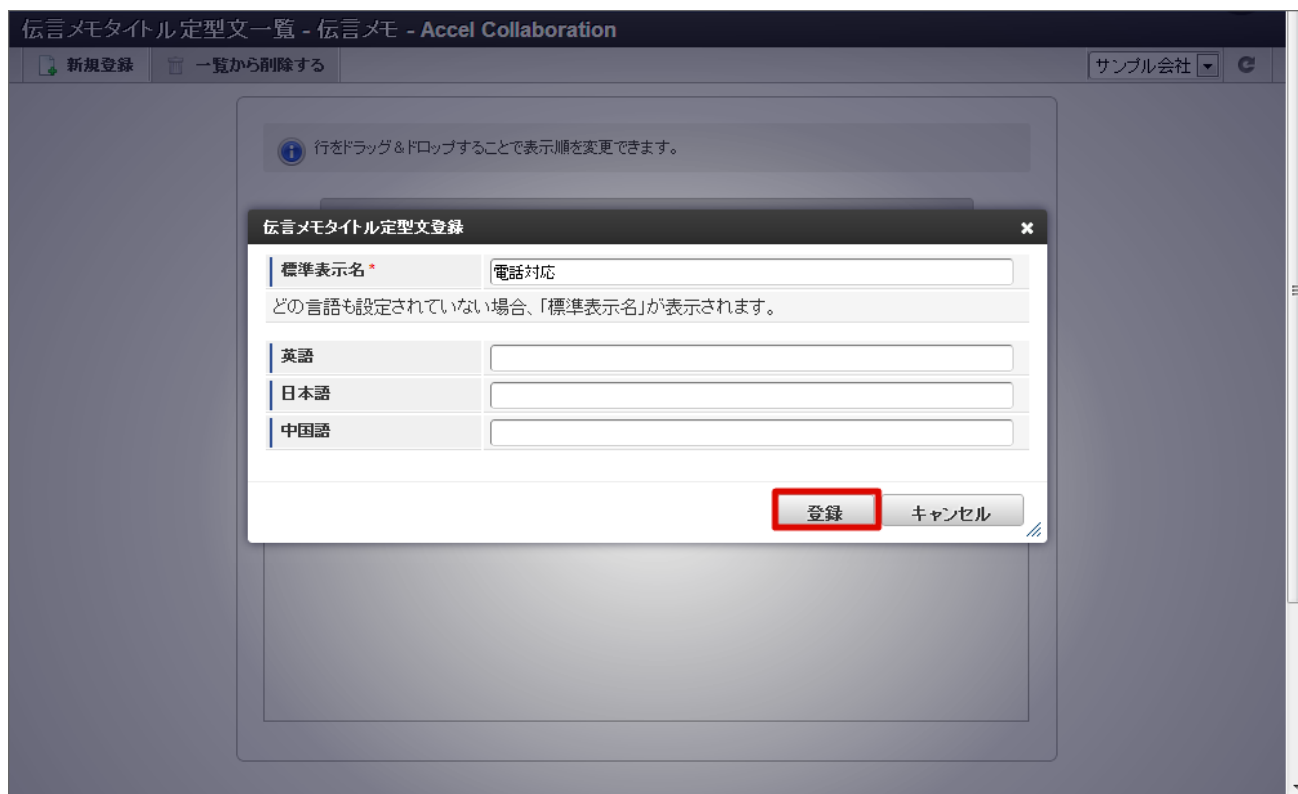 伝言メモタイトル定型文一覧 - 伝言メモ - Accel Collaboration
新規登録 一覧から削除する サンプル会社
行をドラッグ&ドロップすることで表示順を変更できます。
伝言メモタイトル定型文登録
標準表示名* 電話対応
どの言語も設定されていない場合、「標準表示名」が表示されます。
英語
日本語
中国語
登録 キャンセル